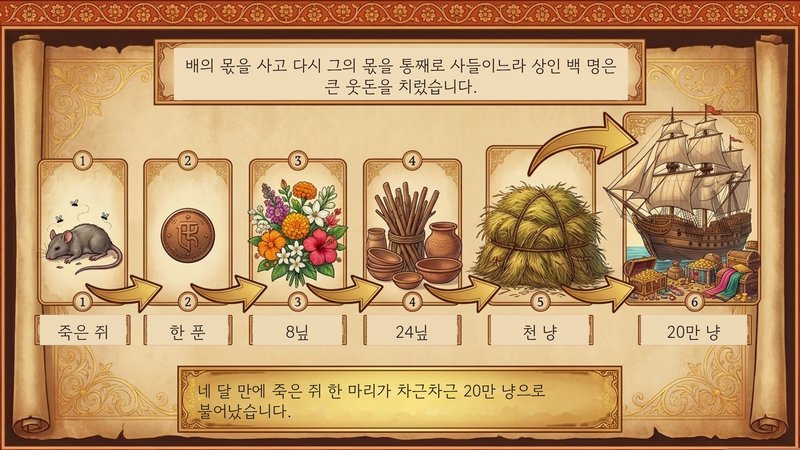 배의 몫을 사고 다시 그의 몫을 통째로 사들이느라 상인 백 명은
큰 웃돈을 치렀습니다.
1
2
3
4
1
2
3
4
5
6
죽은 쥐
한 푼
8닢
24닢
천 냥
20만 냥
네 달 만에 죽은 쥐 한 마리가 차근차근 20만 냥으로
불어났습니다.